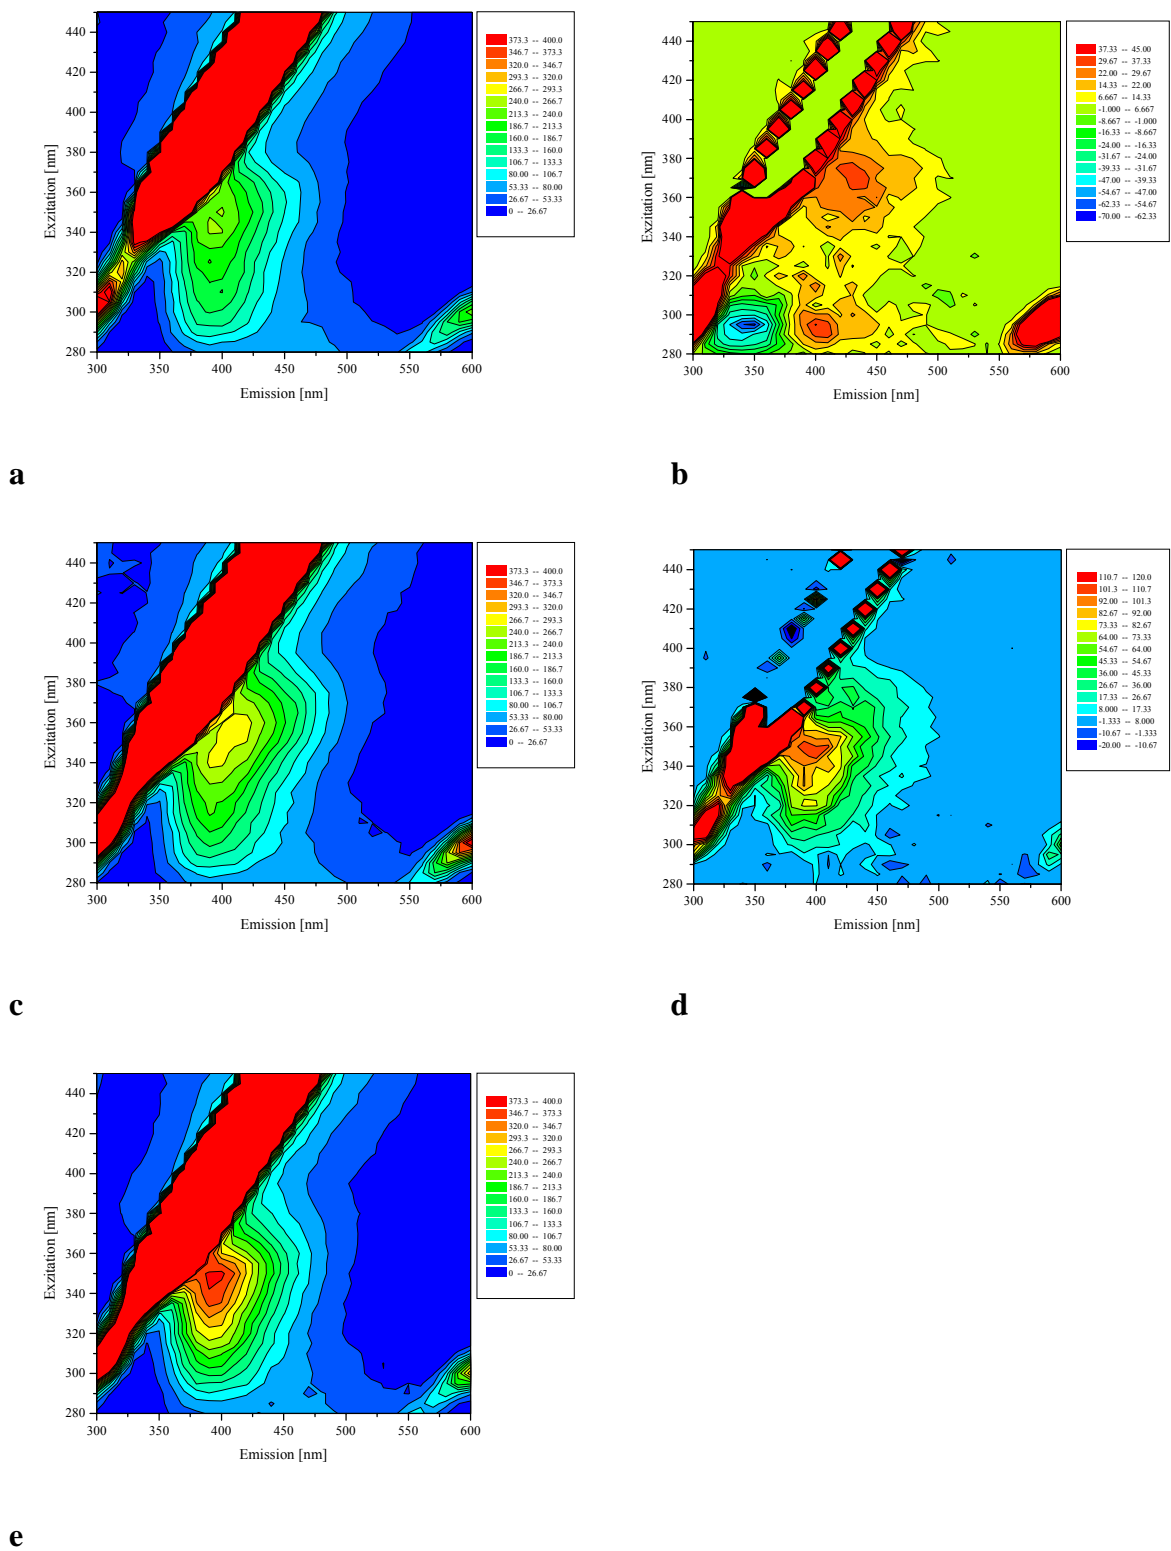 440
420
400
380
360
340
320
300
280
300 350 400 450 500 550 600
Exzitation [nm]
Emission [nm]
373.3 -- 400.0
346.7 -- 373.3
320.0 -- 346.7
293.3 -- 320.0
266.7 -- 293.3
240.0 -- 266.7
213.3 -- 240.0
186.7 -- 213.3
160.0 -- 186.7
133.3 -- 160.0
106.7 -- 133.3
80.00 -- 106.7
53.33 -- 80.00
26.67 -- 53.33
0 -- 26.67
a
440
420
400
380
360
340
320
300
280
300 350 400 450 500 550 600
Exzitation [nm]
Emission [nm]
37.33 -- 45.00
29.67 -- 37.33
22.00 -- 29.67
14.33 -- 22.00
6.667 -- 14.33
-1.000 -- 6.667
-8.667 -- -1.000
-16.33 -- -8.667
-24.00 -- -16.33
-31.67 -- -24.00
-39.33 -- -31.67
-47.00 -- -39.33
-54.67 -- -47.00
-62.33 -- -54.67
-70.00 -- -62.33
b
440
420
400
380
360
340
320
300
280
300 350 400 450 500 550 600
Exzitation [nm]
Emission [nm]
373.3 -- 400.0
346.7 -- 373.3
320.0 -- 346.7
293.3 -- 320.0
266.7 -- 293.3
240.0 -- 266.7
213.3 -- 240.0
186.7 -- 213.3
160.0 -- 186.7
133.3 -- 160.0
106.7 -- 133.3
80.00 -- 106.7
53.33 -- 80.00
26.67 -- 53.33
0 -- 26.67
c
440
420
400
380
360
340
320
300
280
300 350 400 450 500 550 600
Exzitation [nm]
Emission [nm]
110.7 -- 120.0
101.3 -- 110.7
92.00 -- 101.3
82.67 -- 92.00
73.33 -- 82.67
64.00 -- 73.33
54.67 -- 64.00
45.33 -- 54.67
36.00 -- 45.33
26.67 -- 36.00
17.33 -- 26.67
8.000 -- 17.33
-1.333 -- 8.000
-10.67 -- -1.333
-20.00 -- -10.67
d
440
420
400
380
360
340
320
300
280
300 350 400 450 500 550 600
Exzitation [nm]
Emission [nm]
373.3 -- 400.0
346.7 -- 373.3
320.0 -- 346.7
293.3 -- 320.0
266.7 -- 293.3
240.0 -- 266.7
213.3 -- 240.0
186.7 -- 213.3
160.0 -- 186.7
133.3 -- 160.0
106.7 -- 133.3
80.00 -- 106.7
53.33 -- 80.00
26.67 -- 53.33
0 -- 26.67
e